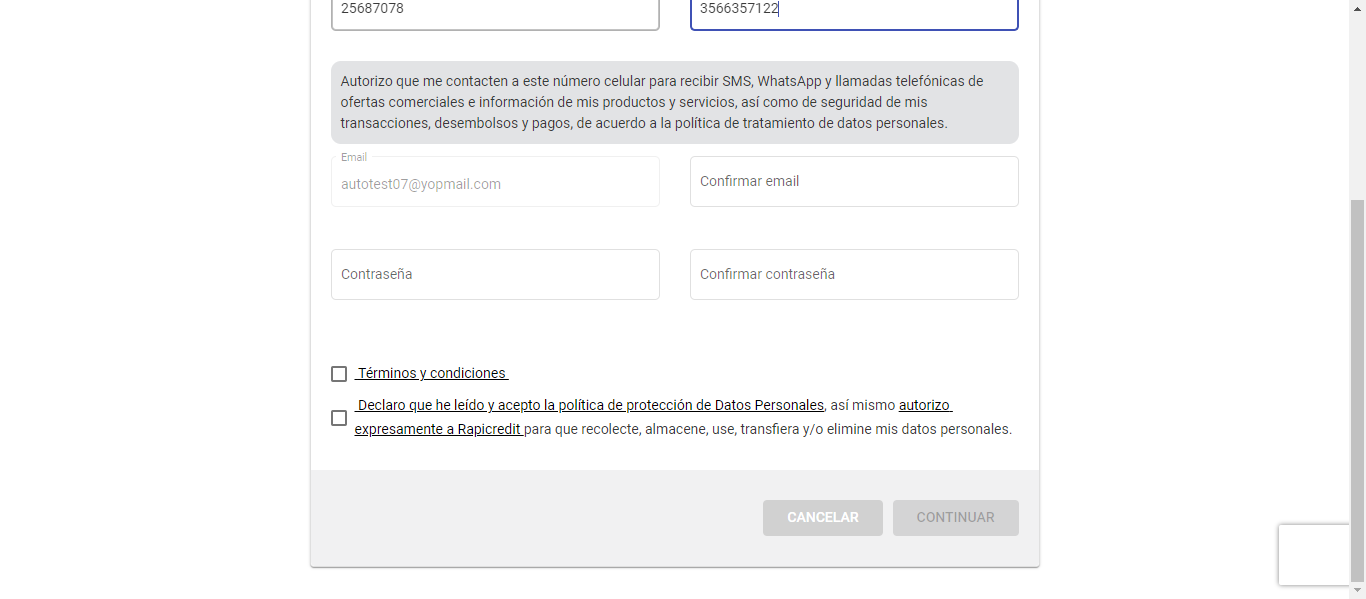 25687078
3566357122
Autorizo que me contacten a este número celular para recibir SMS, WhatsApp y llamadas telefónicas de
ofertas comerciales e información de mis productos y servicios, así como de seguridad de mis
transacciones, desembolsos y pagos, de acuerdo a la política de tratamiento de datos personales.
Email
autotest07@yopmail.com
Confirmar email
Contraseña
Confirmar contraseña
Términos y condiciones
Declaro que he leído y acepto la política de protección de Datos Personales, así mismo autorizo
expresamente a Rapicredit para que recolecte, almacene, use, transfiera y/o elimine mis datos personales.
CANCELAR
CONTINUAR